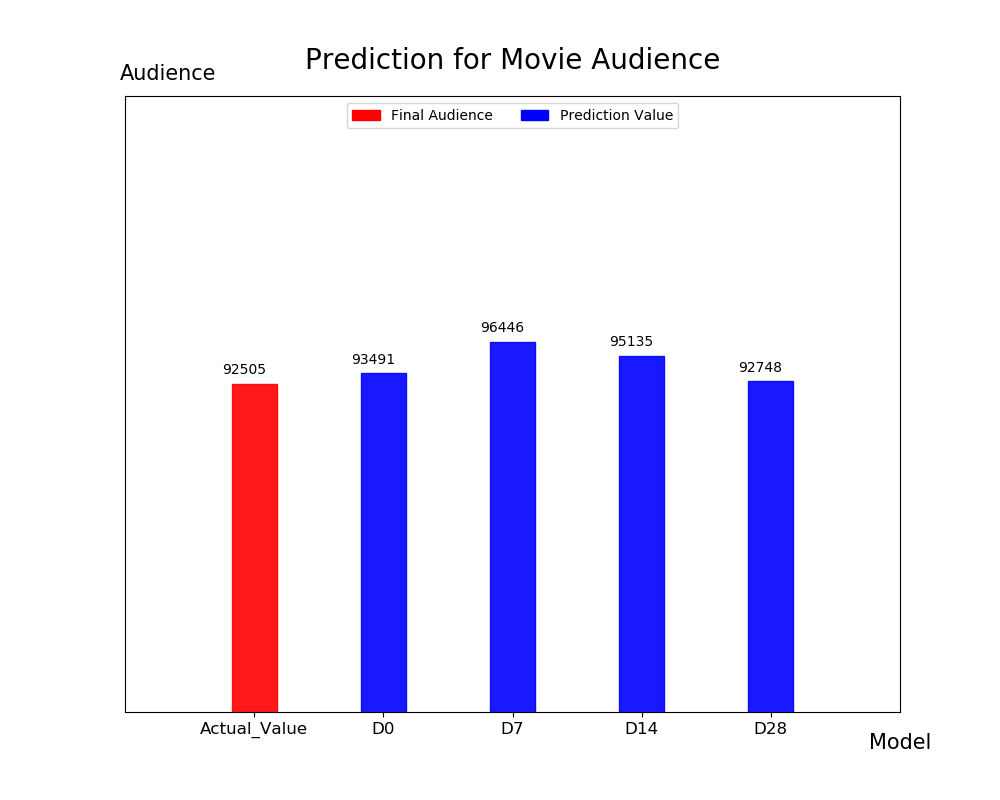 Prediction for Movie Audience
Audience
Final Audience
Prediction Value
92505
93491
96446
95135
92748
Actual_Value
D0
D7
D14
D28
Model